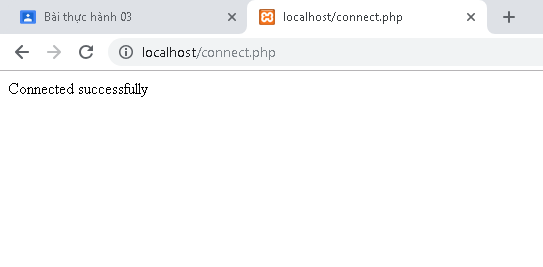 Bài thực hành 03
localhost/connect.php
localhost/connect.php
Connected successfully